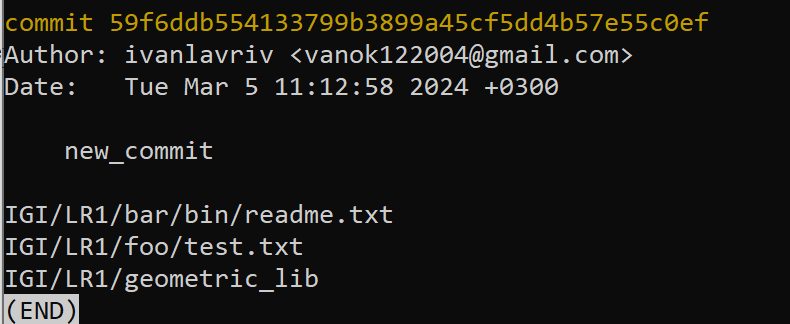 commit 59f6ddb554133799b3899a45cf5dd4b57e55c0ef
Author: ivanlavriv <vanok122004@gmail.com>
Date:   Tue Mar 5 11:12:58 2024 +0300
new_commit
IGI/LR1/bar/bin/readme.txt
IGI/LR1/foo/test.txt
IGI/LR1/geometric_lib
(END)